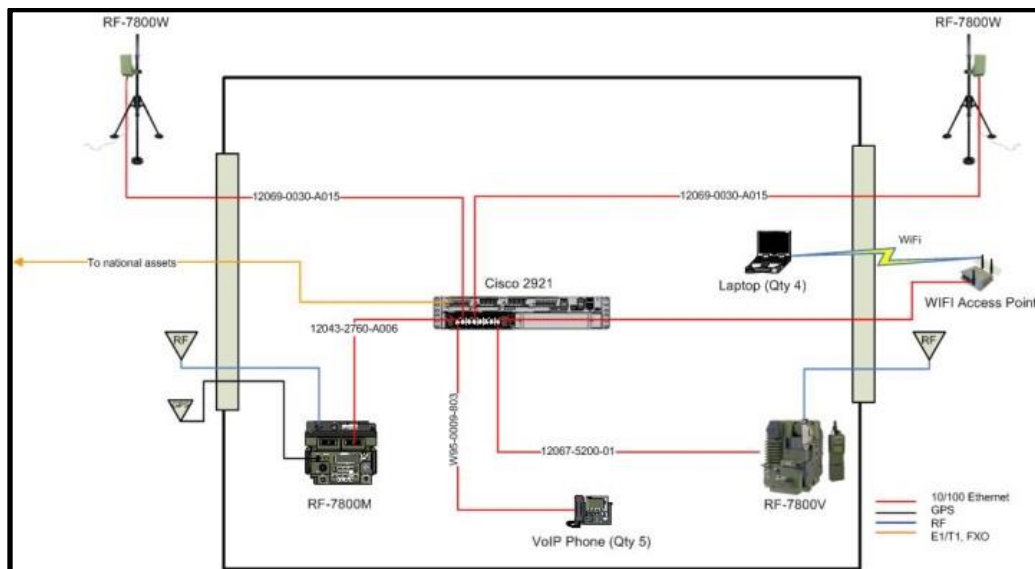 RF-7800W
RF-7800W
12069-0030-A015
12069-0030-A015
WiFi
To national assets
Cisco 2921
Laptop (Qty 4)
WIFI Access Point
12043-2760-A006
RF
RF
W95-0009-803
12067-5200-01
RF-7800M
RF-7800V
VoIP Phone (Qty 5)
10/100 Ethernet
GPS
RF
E1/T1, FXO